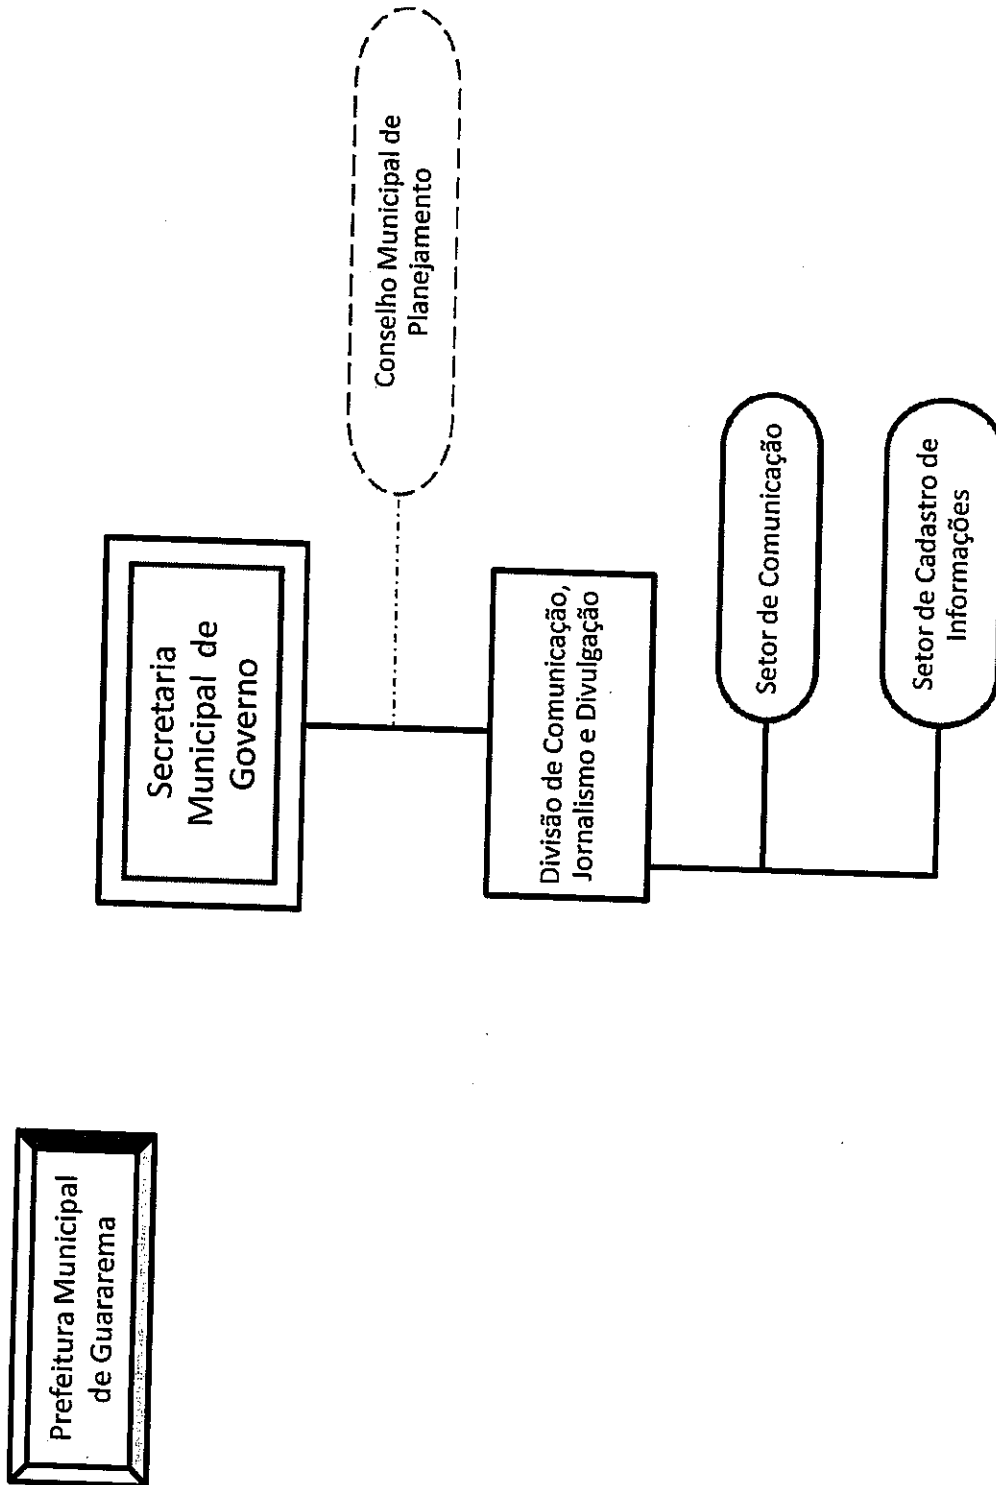 Prefeitura Municipal
de Guararema
Secretaria
Municipal de
Governo
Conselho Municipal de
Planejamento
Divisão de Comunicação,
Jornalismo e Divulgação
Setor de Comunicação
Setor de Cadastro de
Informações